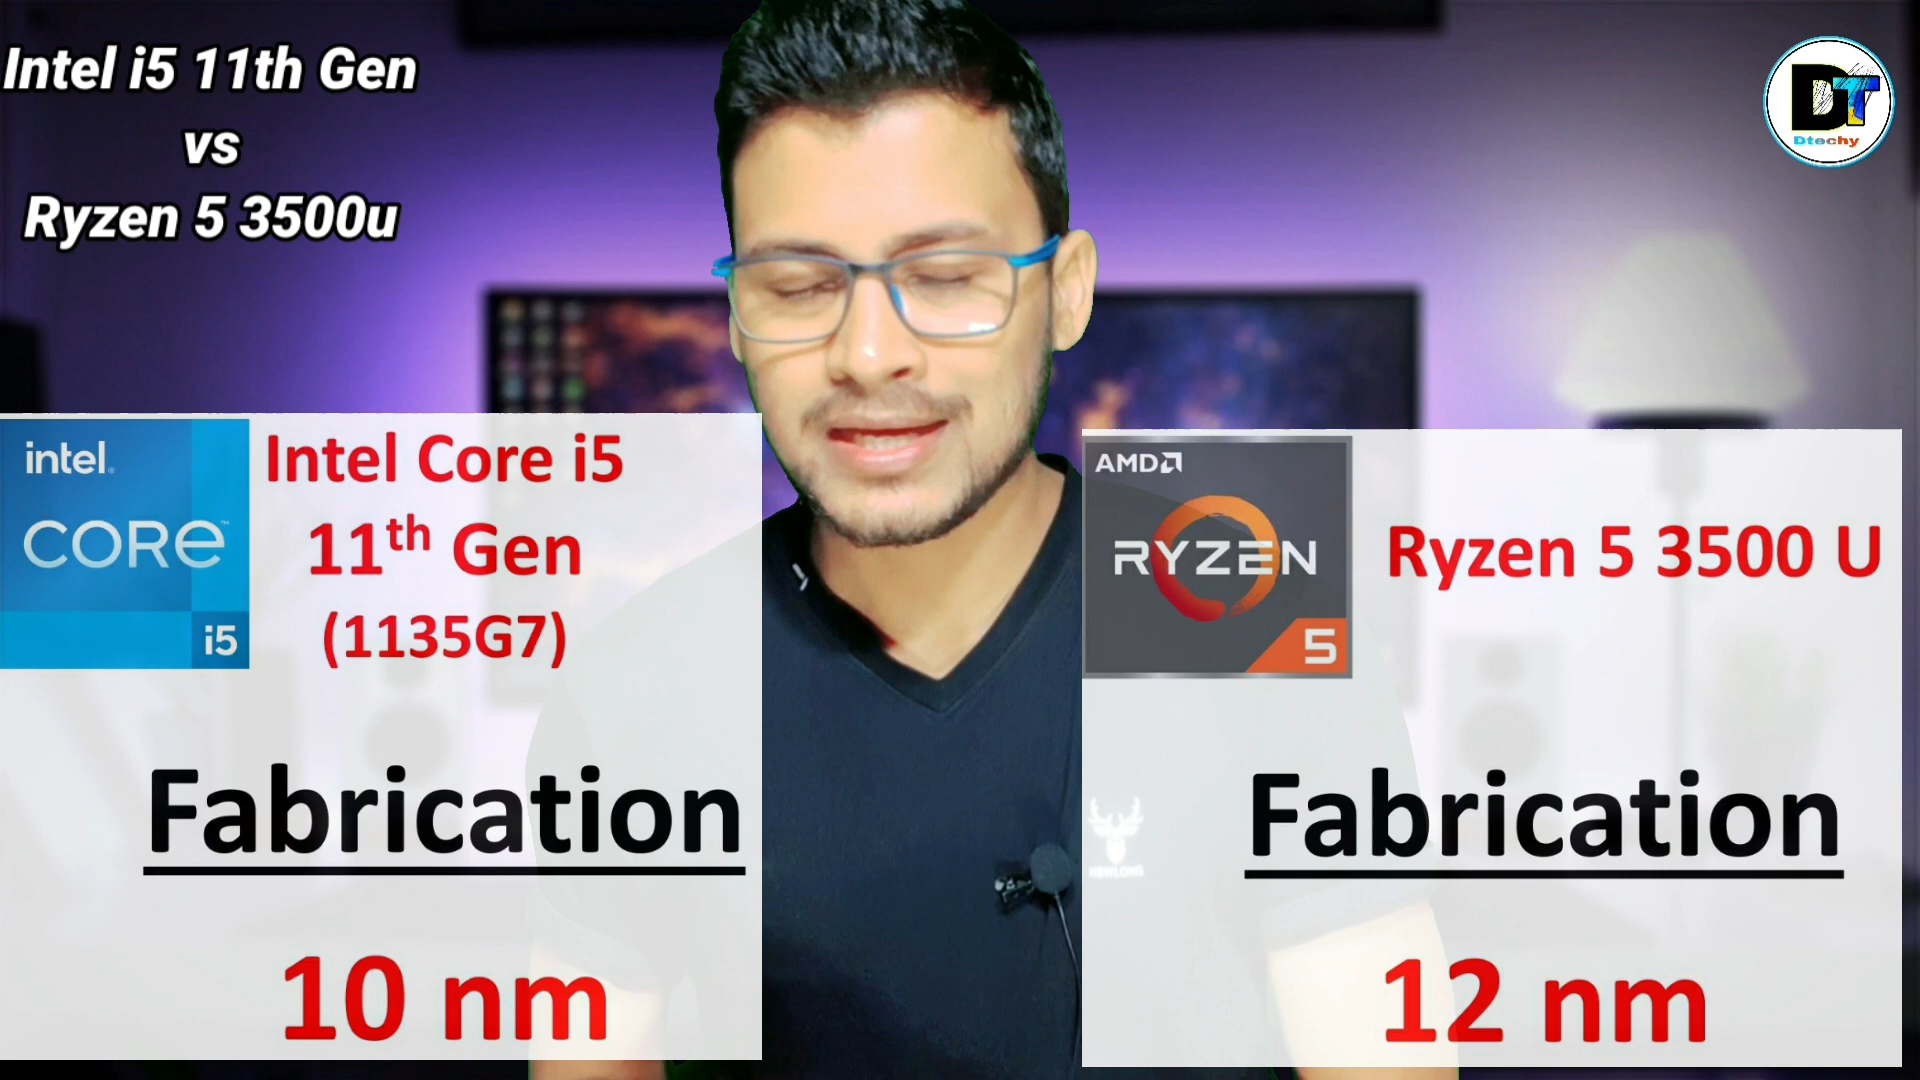 Intel i5 11th Gen
vs
Ryzen 5 3500u
DT
Dtechy
intel.
CORE™
i5
Intel Core i5
11th Gen
(1135G7)
Fabrication
10 nm
AMD
RYZEN
5
Ryzen 5 3500 U
Fabrication
12 nm